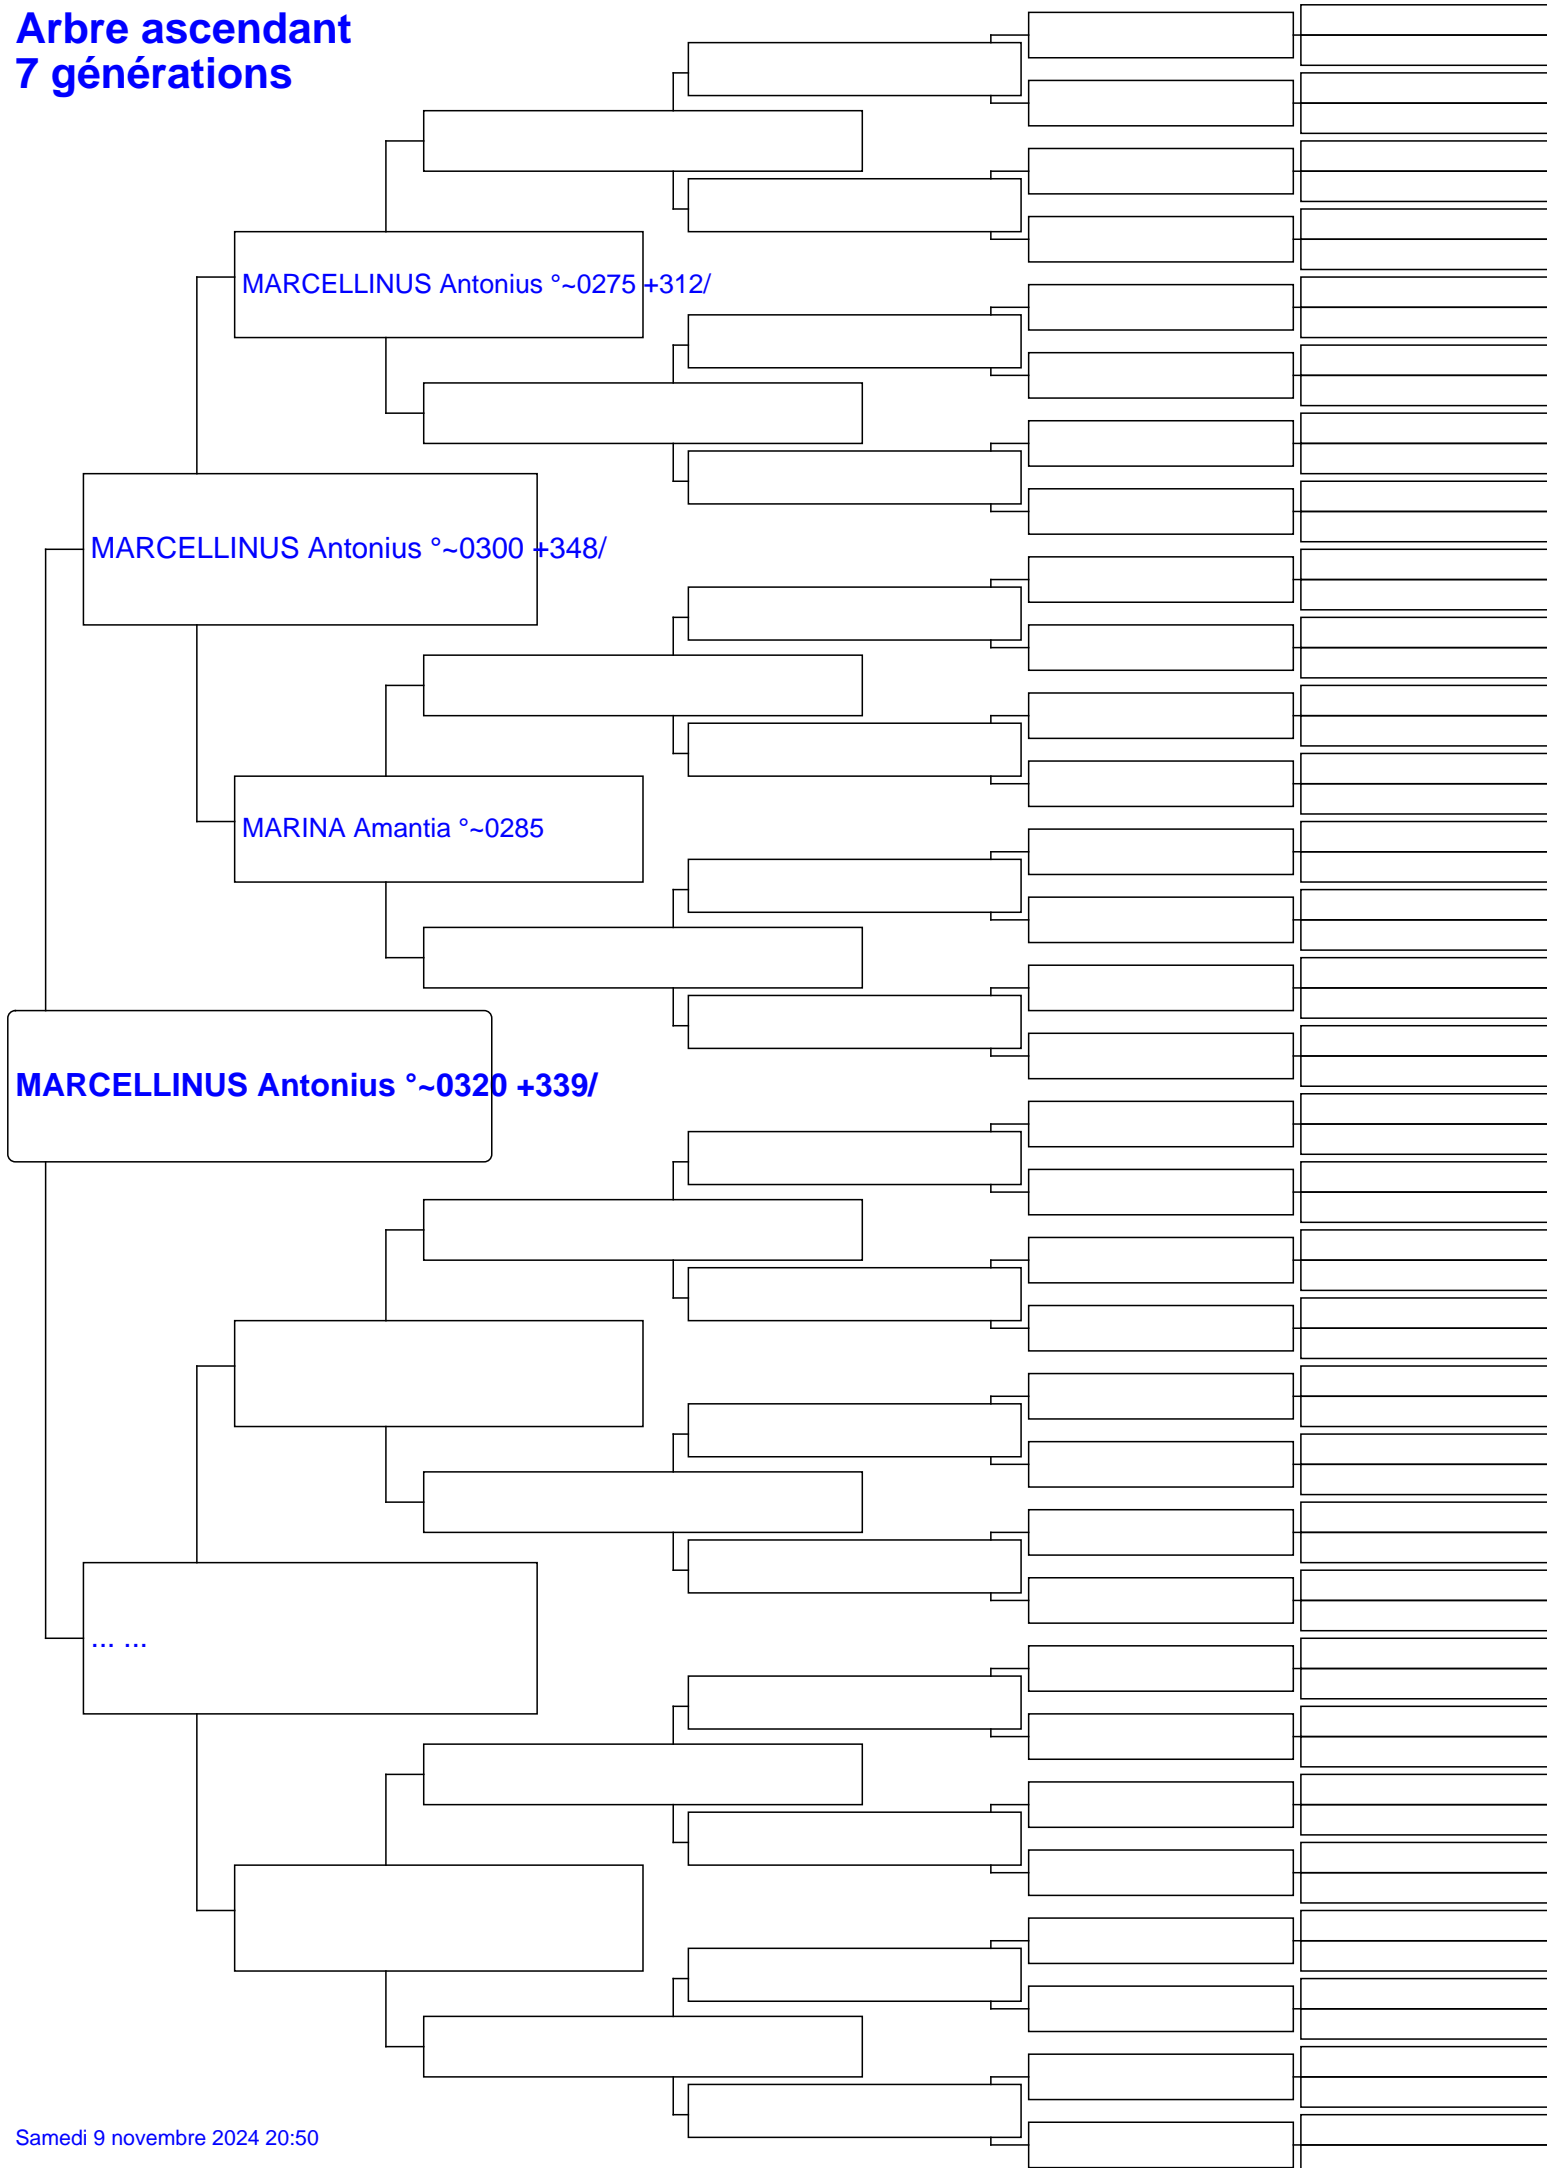 Arbre ascendant
7 générations
MARCELLINUS Antonius °~0275 +312/
MARCELLINUS Antonius °~0300 +348/
MARINA Amantia °~0285
MARCELLINUS Antonius °~0320 +339/
... ...
Samedi 9 novembre 2024 20:50